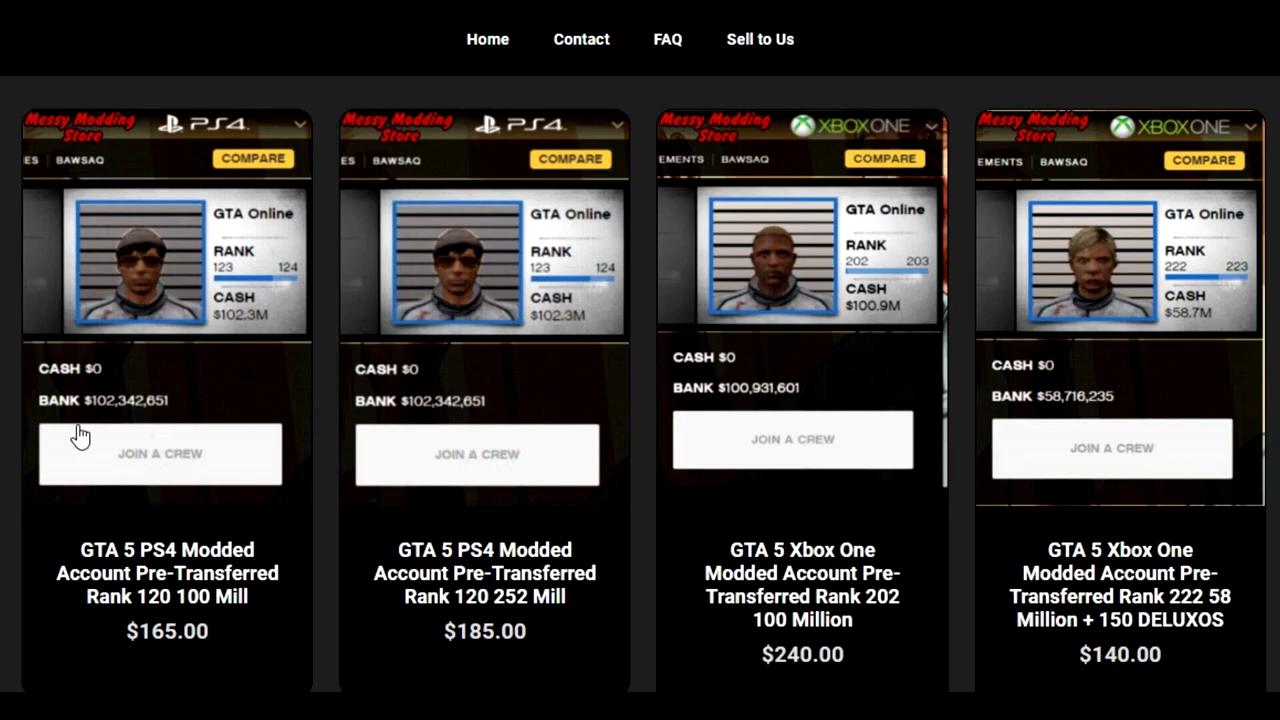 Home Contact FAQ Sell to Us
Messy Modding
Store
PS4
ES | BAWSAQ COMPARE
GTA Online
RANK
123 124
CASH
$102.3M
CASH $0
BANK $102,342,651
JOIN A CREW
GTA 5 PS4 Modded
Account Pre-Transferred
Rank 120 100 Mill
$165.00
Messy Modding
Store
PS4
ES | BAWSAQ COMPARE
GTA Online
RANK
123 124
CASH
$102.3M
CASH $0
BANK $102,342,651
JOIN A CREW
GTA 5 PS4 Modded
Account Pre-Transferred
Rank 120 252 Mill
$185.00
Messy Modding
Store
XBOX ONE
EMENTS | BAWSAQ COMPARE
GTA Online
RANK
202 203
CASH
$100.9M
CASH $0
BANK $100,931,601
JOIN A CREW
GTA 5 Xbox One
Modded Account Pre-
Transferred Rank 202
100 Million
$240.00
Messy Modding
Store
XBOX ONE
EMENTS | BAWSAQ COMPARE
GTA Online
RANK
222 223
CASH
$58.7M
CASH $0
BANK $58,716,235
JOIN A CREW
GTA 5 Xbox One
Modded Account Pre-
Transferred Rank 222 58
Million + 150 DELUXOS
$140.00